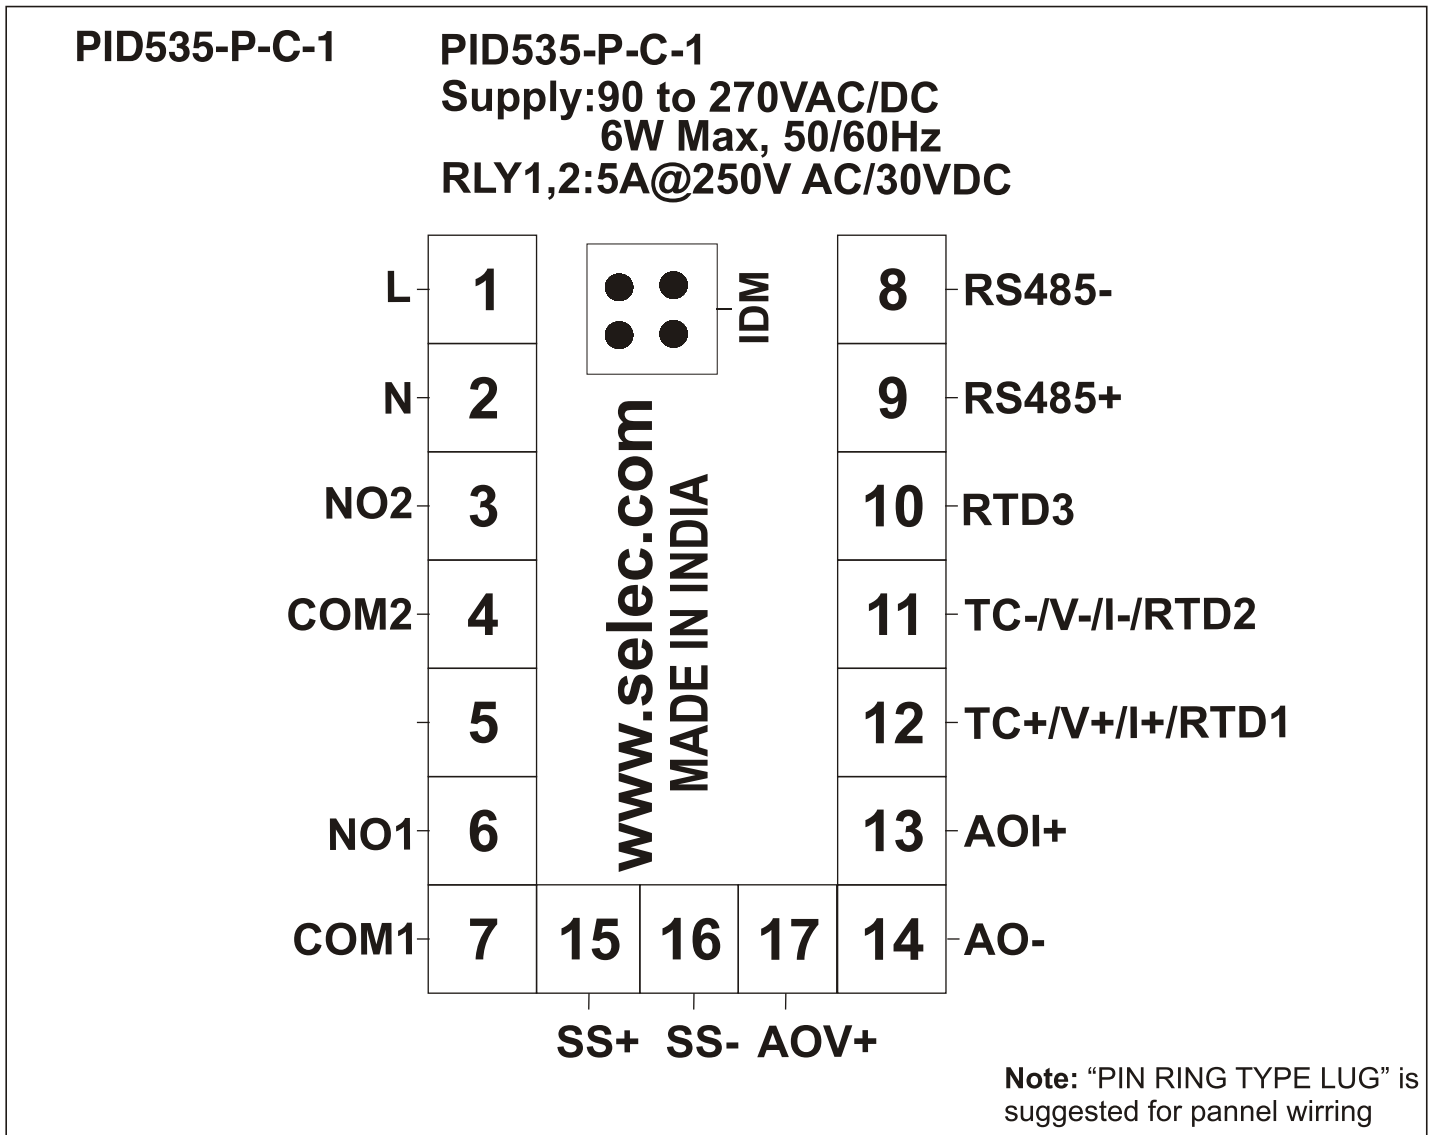 PID535-P-C-1
PID535-P-C-1
Supply:90 to 270VAC/DC
6W Max, 50/60Hz
RLY1,2:5A@250V AC/30VDC
L 1
IDM
8 RS485-
N 2
9 RS485+
NO2 3
10 RTD3
COM2 4
11 TC-/V-/I-/RTD2
5
12 TC+/V+/I+/RTD1
NO1 6
13 AOI+
www.selec.com
MADE IN INDIA
COM1 7 15 16 17 14 AO-
SS+ SS- AOV+
Note: “PIN RING TYPE LUG” is
suggested for pannel wirring